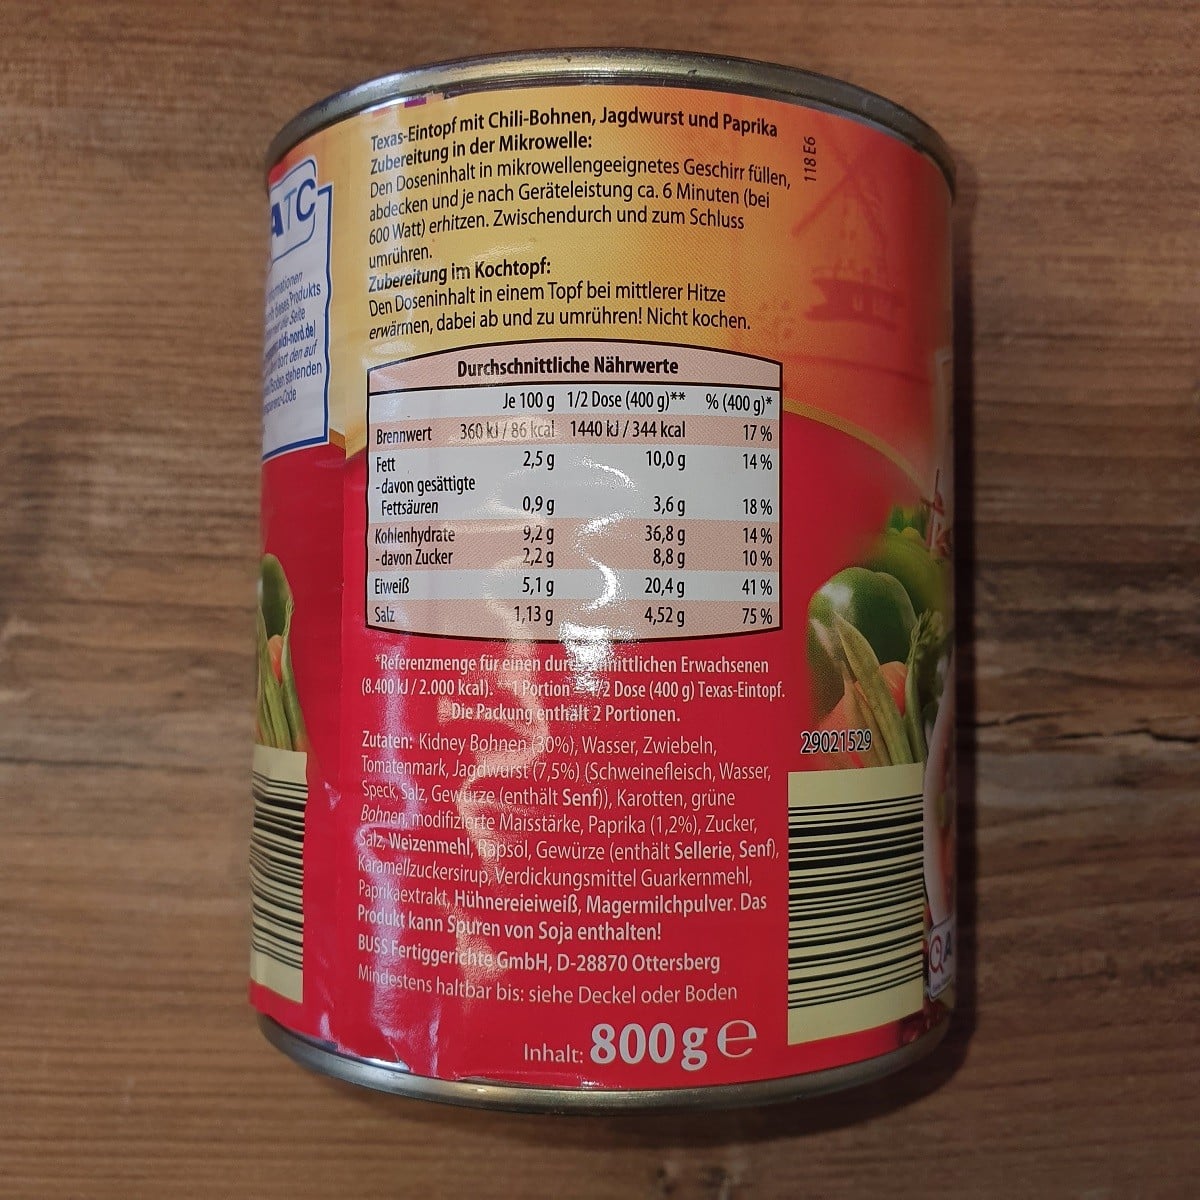 Texas-Eintopf mit Chili-Bohnen, Jagdwurst und Paprika
Zubereitung in der Mikrowelle:
Den Doseninhalt in mikrowellengeeignetes Geschirr füllen,
abdecken und je nach Geräteleistung ca. 6 Minuten (bei
600 Watt) erhitzen. Zwischendurch und zum Schluss
umrühren.
Zubereitung im Kochtopf:
Den Doseninhalt in einem Topf bei mittlerer Hitze
erwärmen, dabei ab und zu umrühren! Nicht kochen.
118 E6
ATC
Produkts
Seite
dort den auf
Boden stehenden
Code
Durchschnittliche Nährwerte
Je 100 g 1/2 Dose (400 g)** % (400 g)*
Brennwert 360 kJ / 86 kcal 1440 kJ / 344 kcal 17 %
Fett 2,5 g 10,0 g 14 %
- davon gesättigte
Fettsäuren 0,9 g 3,6 g 18 %
Kohlenhydrate 9,2 g 36,8 g 14 %
- davon Zucker 2,2 g 8,8 g 10 %
Eiweiß 5,1 g 20,4 g 41 %
Salz 1,13 g 4,52 g 75 %
*Referenzmenge für einen durchschnittlichen Erwachsenen
(8.400 kJ / 2.000 kcal). 1 Portion 1/2 Dose (400 g) Texas-Eintopf.
Die Packung enthält 2 Portionen.
Zutaten: Kidney Bohnen (30%), Wasser, Zwiebeln,
Tomatenmark, Jagdwurst (7,5%) (Schweinefleisch, Wasser,
Speck, Salz, Gewürze (enthält Senf)), Karotten, grüne
Bohnen, modifizierte Maisstärke, Paprika (1,2%), Zucker,
Salz, Weizenmehl, Rapsöl, Gewürze (enthält Sellerie, Senf),
Karamellzuckersirup, Verdickungsmittel Guarkernmehl,
Paprikaextrakt, Hühnereieiweiß, Magermilchpulver. Das
Produkt kann Spuren von Soja enthalten!
BUSS Fertiggerichte GmbH, D-28870 Ottersberg
Mindestens haltbar bis: siehe Deckel oder Boden
Inhalt: 800 g e
29021529